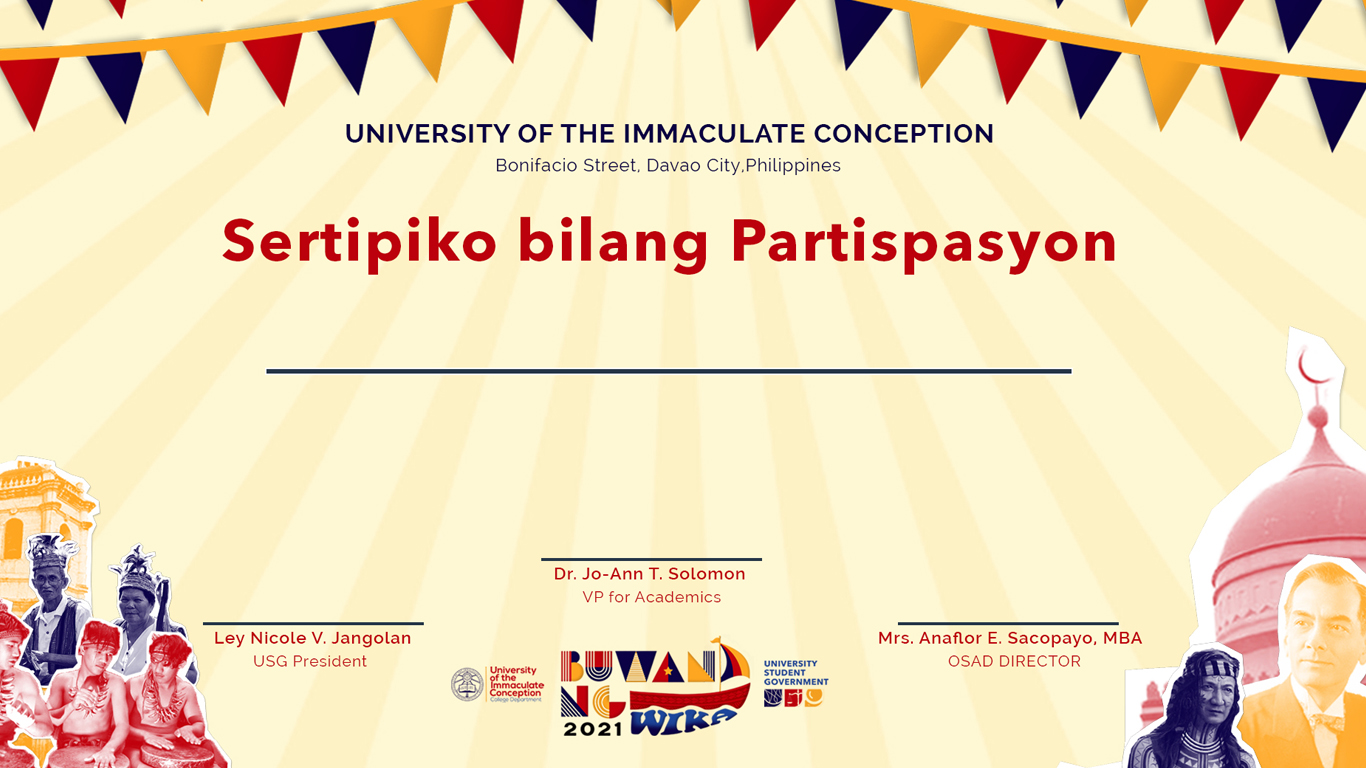 UNIVERSITY OF THE IMMACULATE CONCEPTION
Bonifacio Street, Davao City,Philippines
Sertipiko bilang Partispasyon
Dr. Jo-Ann T. Solomon
VP for Academics
Ley Nicole V. Jangolan
USG President
Mrs. Anaflor E. Sacopayo, MBA
OSAD DIRECTOR
University
of the
Immaculate
Conception
College Department
BUWAN
NG
2021 WIKA
UNIVERSITY
STUDENT
GOVERNMENT